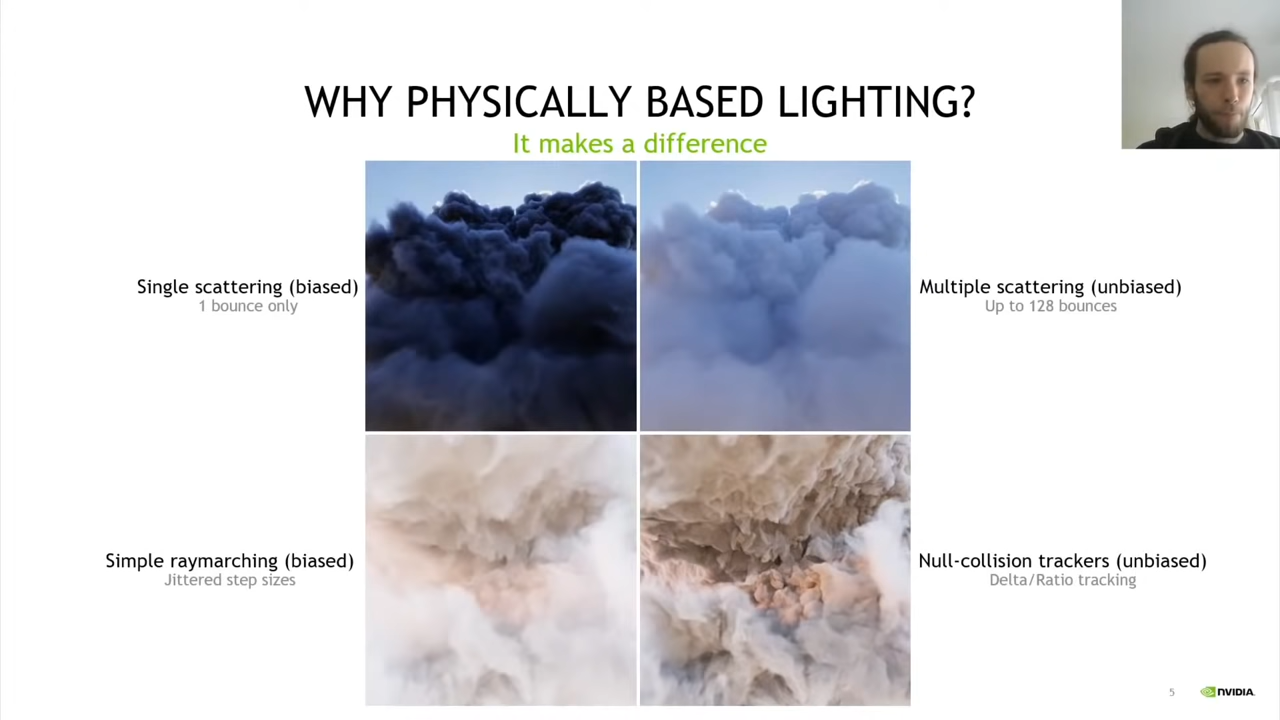 WHY PHYSICALLY BASED LIGHTING?
It makes a difference
Single scattering (biased)
1 bounce only
Multiple scattering (unbiased)
Up to 128 bounces
Simple raymarching (biased)
Jittered step sizes
Null-collision trackers (unbiased)
Delta/Ratio tracking
5
NVIDIA.